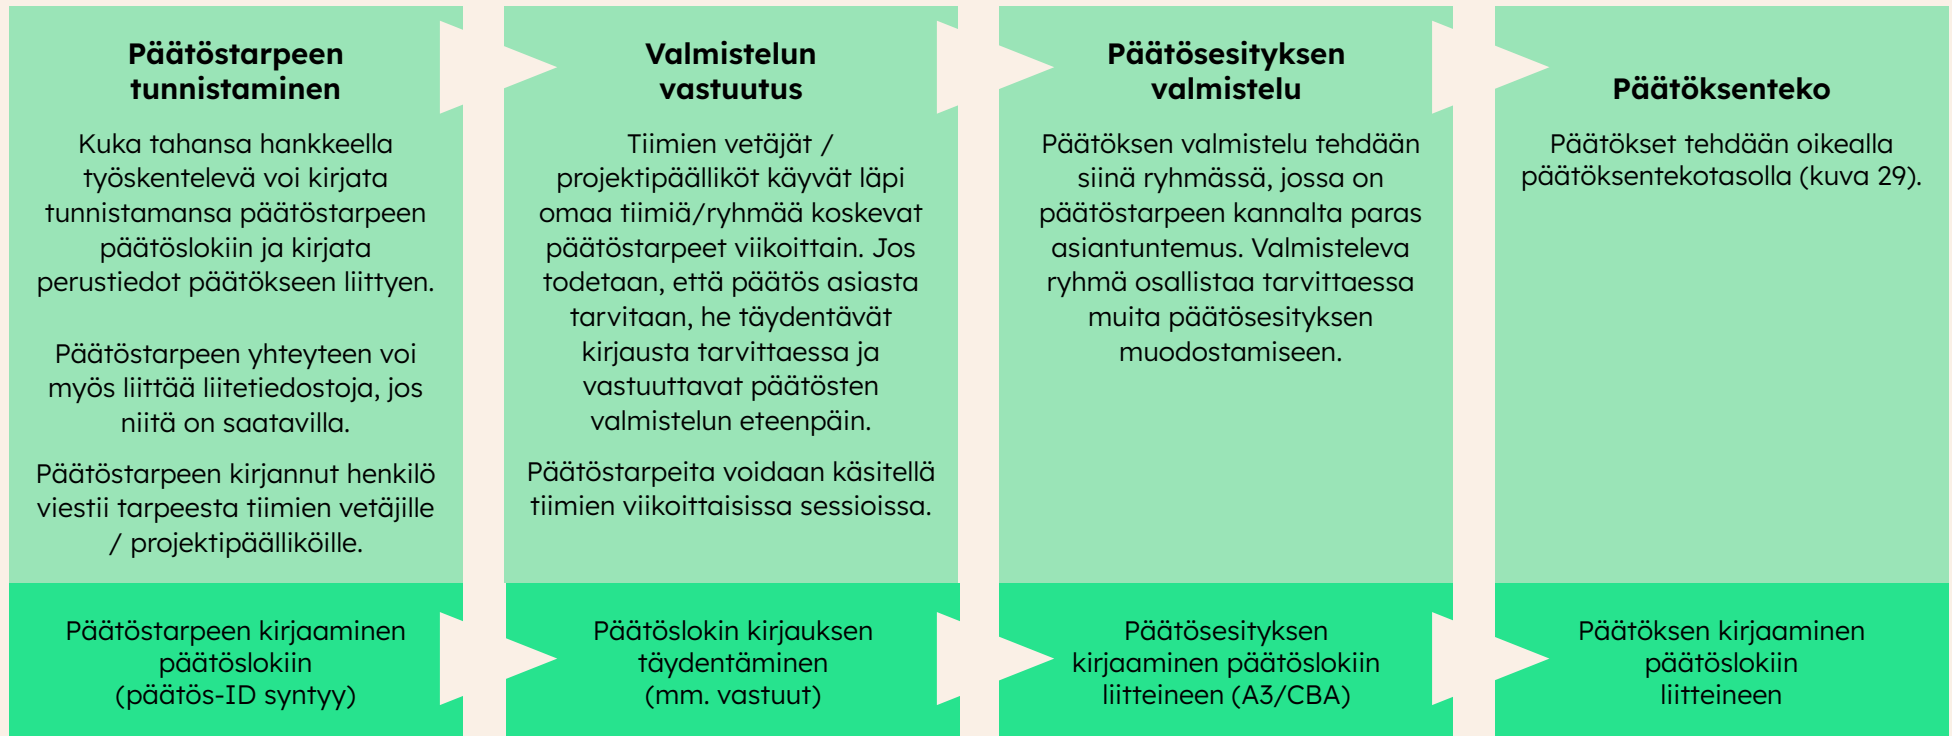 Päätöstarpeen
tunnistaminen
Kuka tahansa hankkeella
työskentelevä voi kirjata
tunnistamansa päätöstarpeen
päätöslokiin ja kirjata
perustiedot päätökseen liittyen.
Päätöstarpeen yhteyteen voi
myös liittää liitetiedostoja, jos
niitä on saatavilla.
Päätöstarpeen kirjannut henkilö
viestii tarpeesta tiimien vetäjille
/ projektipäälliköille.
Päätöstarpeen kirjaaminen
päätöslokiin
(päätös-ID syntyy)
Valmistelun
vastuutus
Tiimien vetäjät /
projektipäälliköt käyvät läpi
omaa tiimiä/ryhmää koskevat
päätöstarpeet viikoittain. Jos
todetaan, että päätös asiasta
tarvitaan, he täydentävät
kirjausta tarvittaessa ja
vastuuttavat päätösten
valmistelun eteenpäin.
Päätöstarpeita voidaan käsitellä
tiimien viikoittaisissa sessioissa.
Päätöslokin kirjauksen
täydentäminen
(mm. vastuut)
Päätösesityksen
valmistelu
Päätöksen valmistelu tehdään
siinä ryhmässä, jossa on
päätöstarpeen kannalta paras
asiantuntemus. Valmisteleva
ryhmä osallistaa tarvittaessa
muita päätösesityksen
muodostamiseen.
Päätösesityksen
kirjaaminen päätöslokiin
liitteineen (A3/CBA)
Päätöksenteko
Päätökset tehdään oikealla
päätöksentekotasolla (kuva 29).
Päätöksen kirjaaminen
päätöslokiin
liitteineen